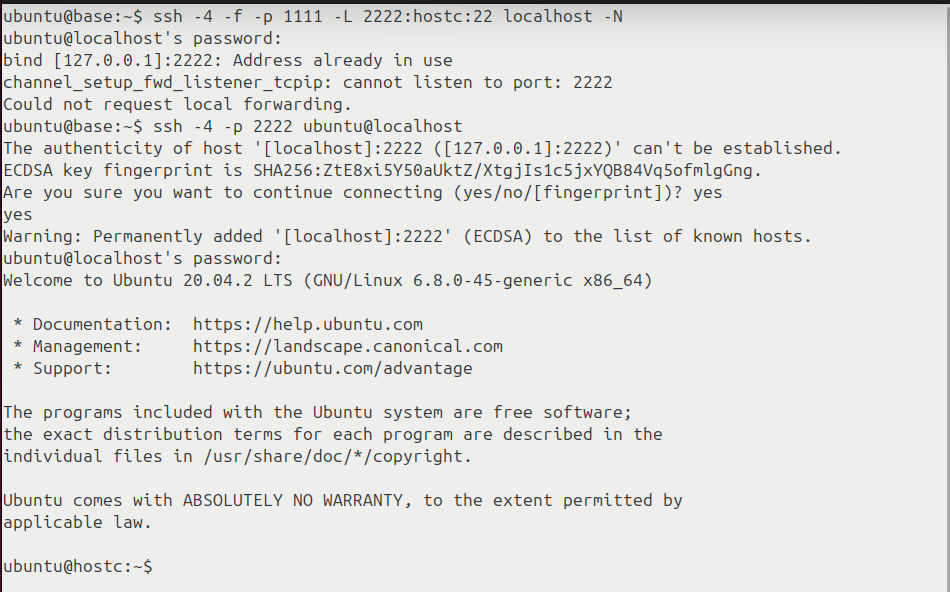 ubuntu@base:~$ ssh -4 -f -p 1111 -L 2222:hostc:22 localhost -N
ubuntu@localhost's password:
bind [127.0.0.1]:2222: Address already in use
channel_setup_fwd_listener_tcpip: cannot listen to port: 2222
Could not request local forwarding.
ubuntu@base:~$ ssh -4 -p 2222 ubuntu@localhost
The authenticity of host '[localhost]:2222 ([127.0.0.1]:2222)' can't be established.
ECDSA key fingerprint is SHA256:ZtE8xi5Y50aUktZ/XtgjIs1c5jxYQB84Vq5ofmlgGng.
Are you sure you want to continue connecting (yes/no/[fingerprint])? yes
yes
Warning: Permanently added '[localhost]:2222' (ECDSA) to the list of known hosts.
ubuntu@localhost's password:
Welcome to Ubuntu 20.04.2 LTS (GNU/Linux 6.8.0-45-generic x86_64)

 * Documentation:  https://help.ubuntu.com
 * Management:     https://landscape.canonical.com
 * Support:        https://ubuntu.com/advantage

The programs included with the Ubuntu system are free software;
the exact distribution terms for each program are described in the
individual files in /usr/share/doc/*/copyright.

Ubuntu comes with ABSOLUTELY NO WARRANTY, to the extent permitted by
applicable law.

ubuntu@hostc:~$